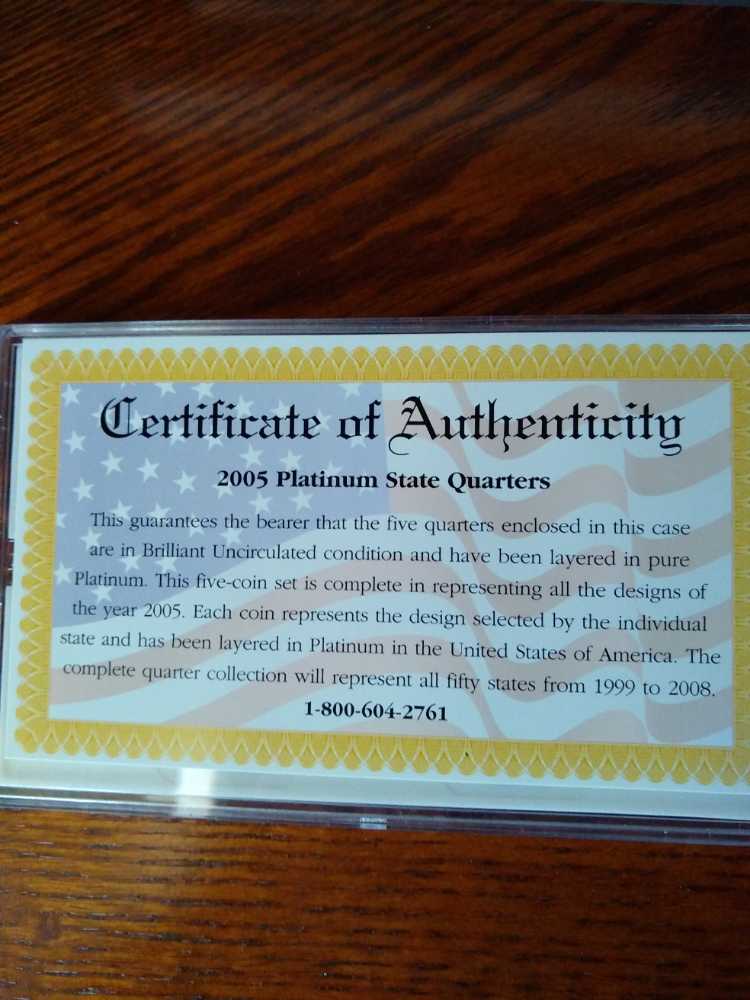 Certificate of Authenticity
2005 Platinum State Quarters
This guarantees the bearer that the five quarters enclosed in this case
are in Brilliant Uncirculated condition and have been layered in pure
Platinum. This five-coin set is complete in representing all the designs of
the year 2005. Each coin represents the design selected by the individual
state and has been layered in Platinum in the United States of America. The
complete quarter collection will represent all fifty states from 1999 to 2008.
1-800-604-2761